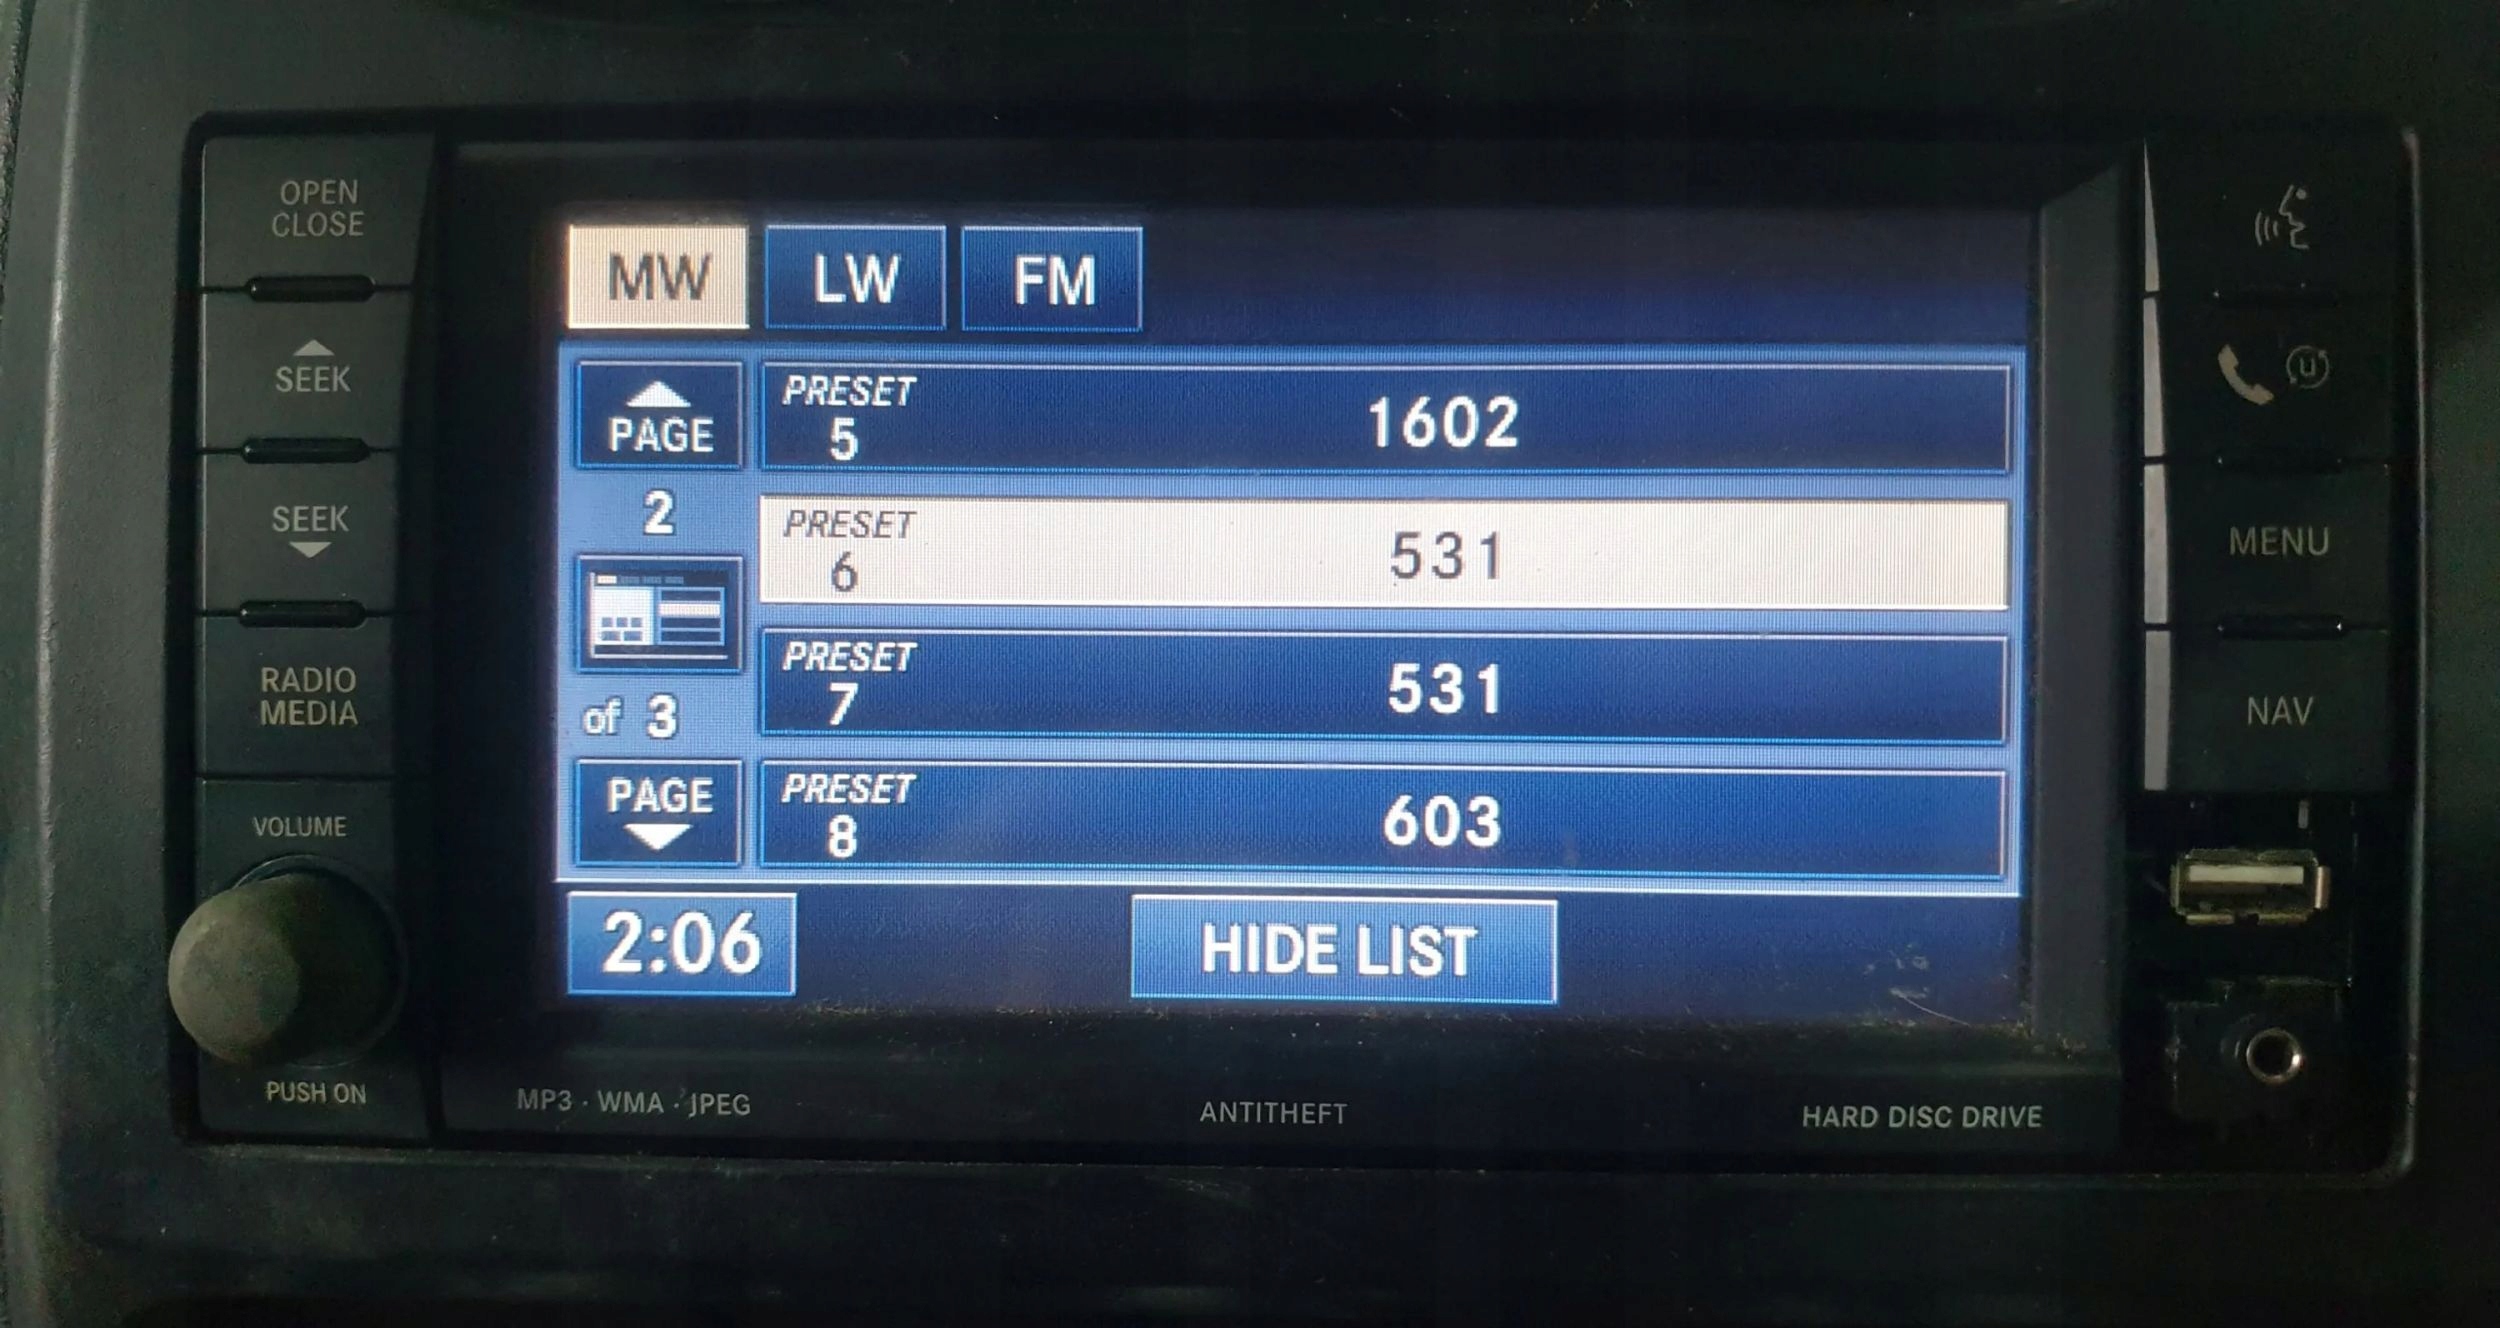 OPEN
CLOSE
SEEK
SEEK
RADIO
MEDIA
VOLUME
PUSH ON
MW LW FM
PAGE
2
of 3
PAGE
PRESET
5 1602
PRESET
6 531
PRESET
7 531
PRESET
8 603
2:06 HIDE LIST
MP3 · WMA · JPEG ANTITHEFT HARD DISC DRIVE
MENU
NAV